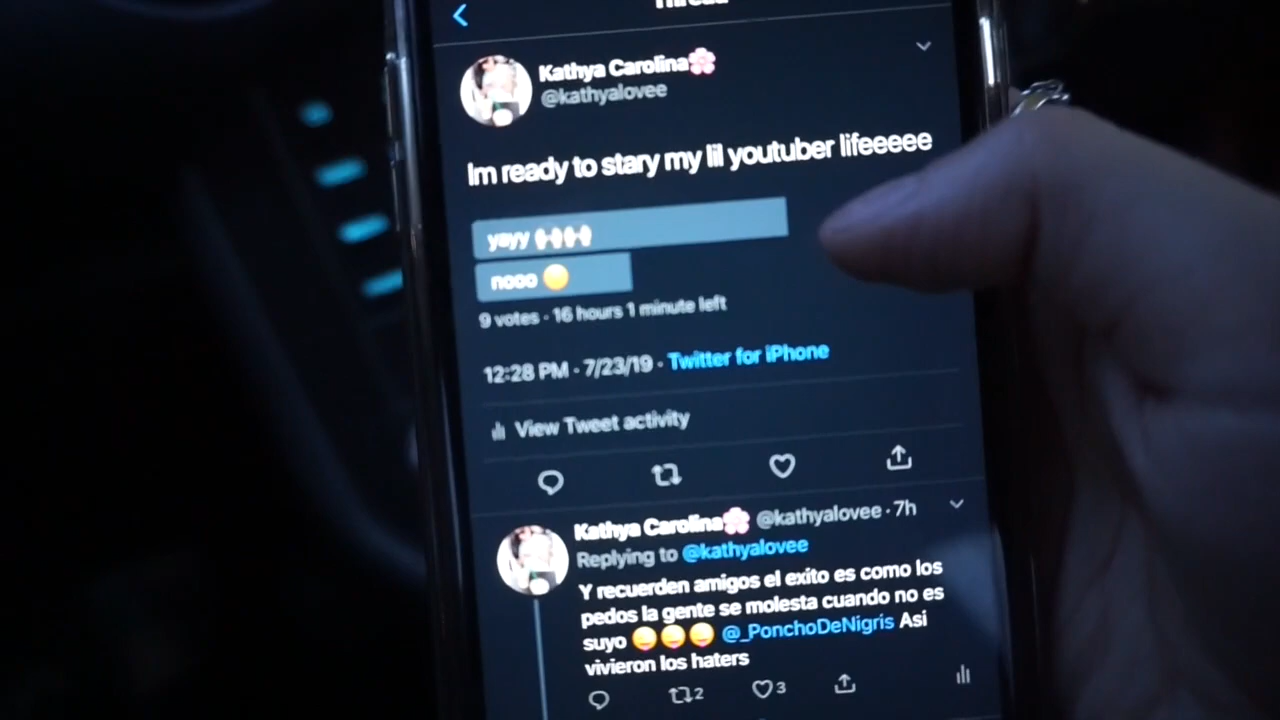 Thread
Kathya Carolina🌸
@kathyalovee
Im ready to stary my lil youtuber lifeeeee
yayy 🙌🙌🙌
nooo 🙁
9 votes · 16 hours 1 minute left
12:28 PM · 7/23/19 · Twitter for iPhone
View Tweet activity
Kathya Carolina🌸 @kathyalovee · 7h
Replying to @kathyalovee
Y recuerden amigos el exito es como los
pedos la gente se molesta cuando no es
suyo 😜😜😜 @_PonchoDeNigris Asi
vivieron los haters
2
3